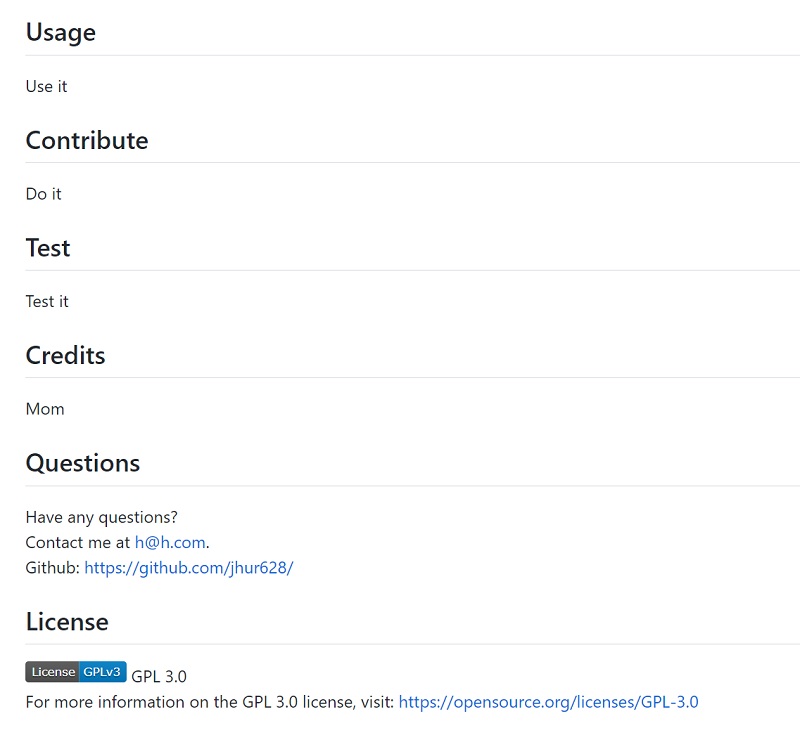 Usage
Use it
Contribute
Do it
Test
Test it
Credits
Mom
Questions
Have any questions?
Contact me at h@h.com.
Github: https://github.com/jhur628/
License
License GPLv3 GPL 3.0
For more information on the GPL 3.0 license, visit: https://opensource.org/licenses/GPL-3.0